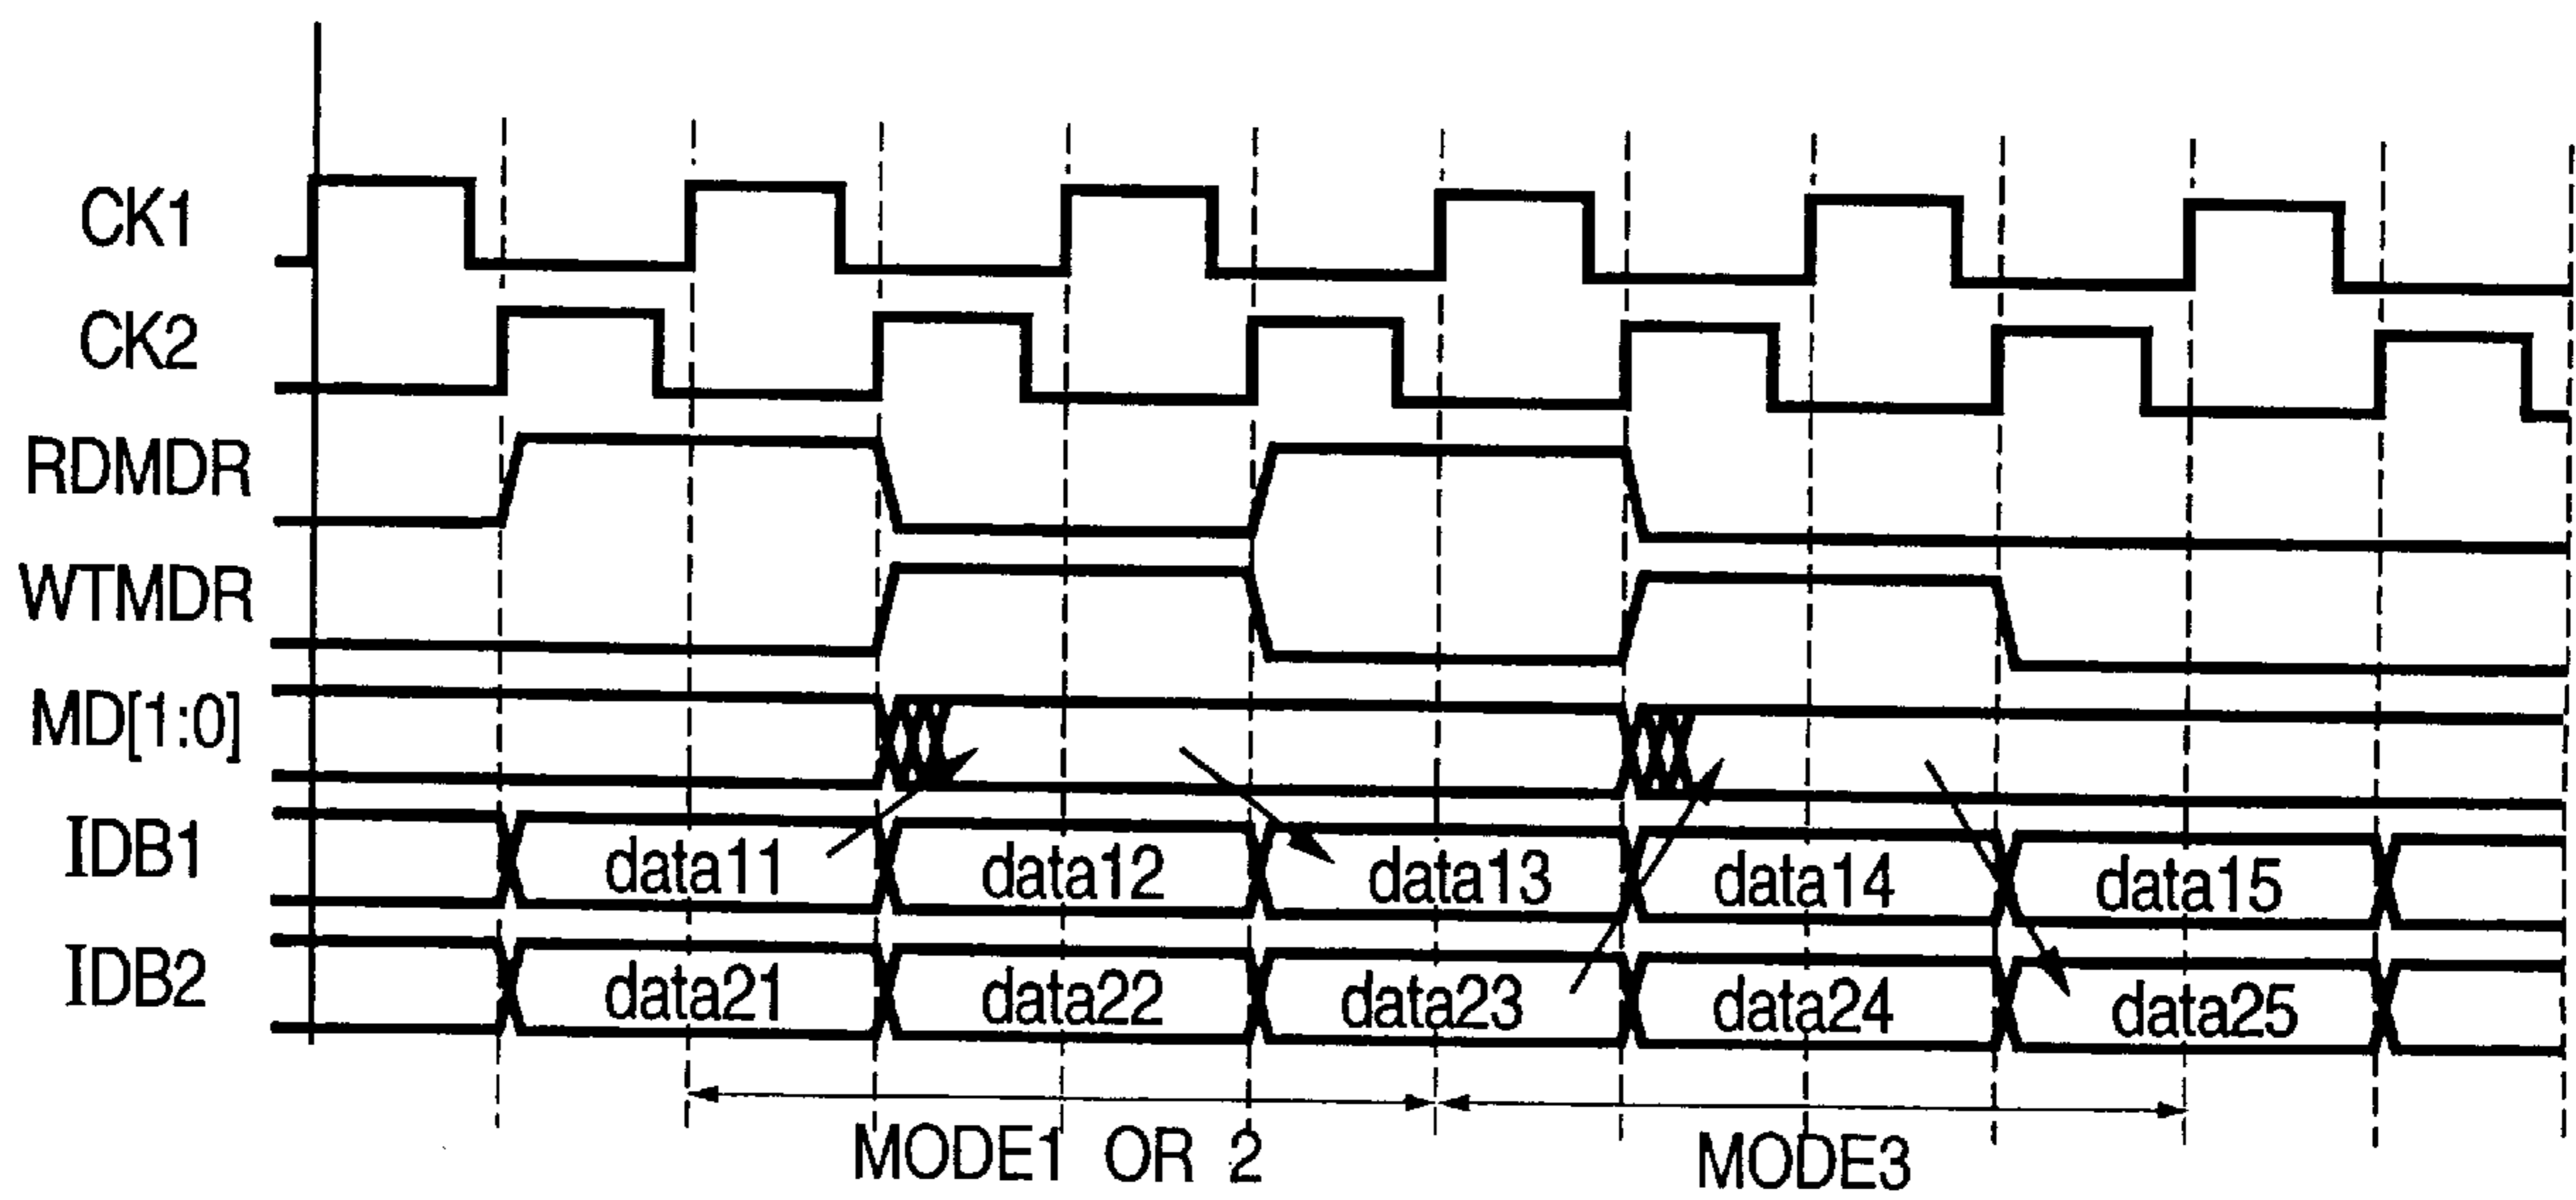 CK1
CK2
RDMDR
WTMDR
MD[1:0]
IDB1 data11 data12 data13 data14 data15
IDB2 data21 data22 data23 data24 data25
MODE1 OR 2 MODE3